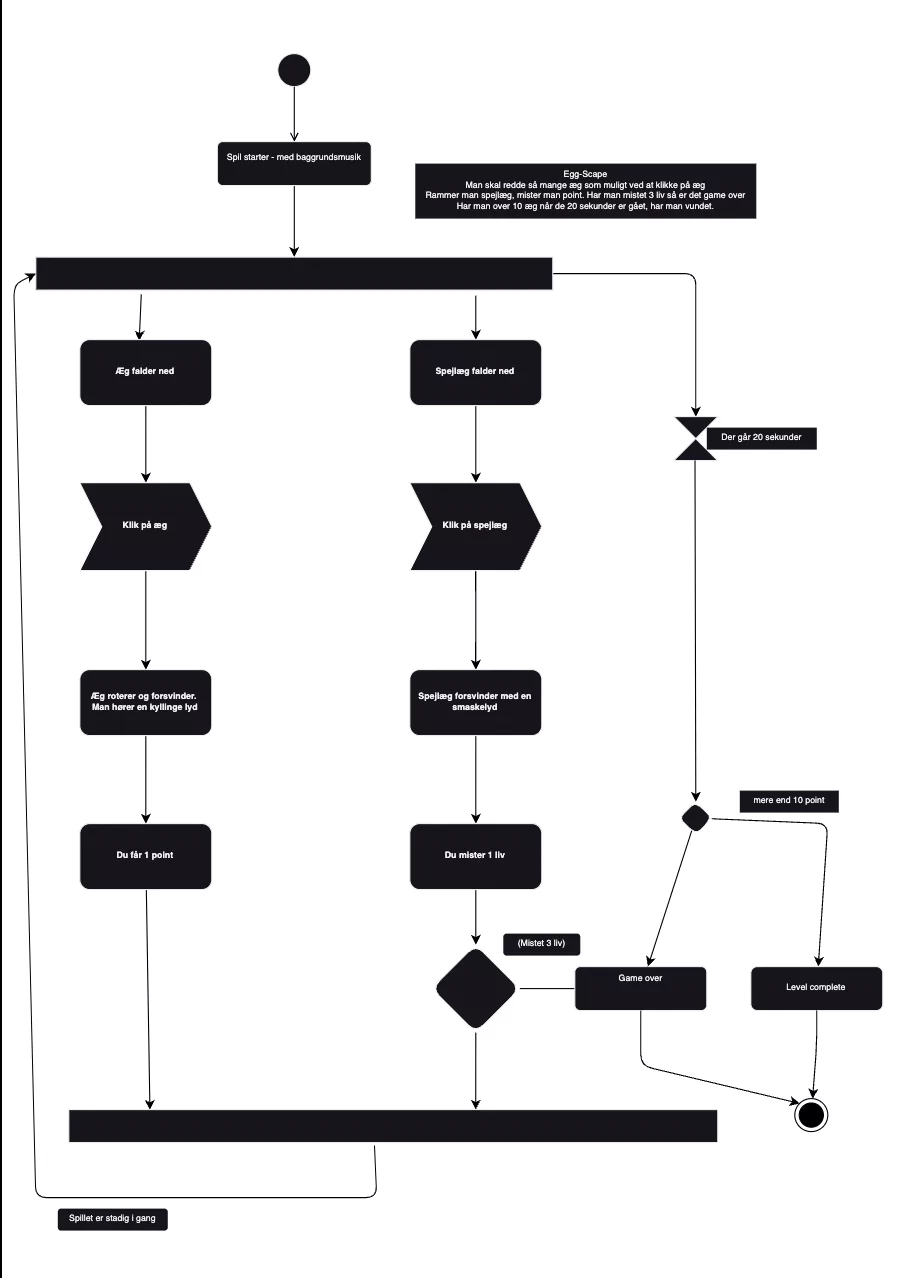 Spil starter - med baggrundsmusik
Egg-Scape
Man skal redde så mange æg som muligt ved at klikke på æg
Rammer man spejlæg, mister man point. Har man mistet 3 liv så er det game over
Har man over 10 æg når de 20 sekunder er gået, har man vundet.
Æg falder ned
Spejlæg falder ned
Der går 20 sekunder
Klik på æg
Klik på spejlæg
Æg roterer og forsvinder.
Man hører en kyllinge lyd
Spejlæg forsvinder med en
smaskelyd
mere end 10 point
Du får 1 point
Du mister 1 liv
(Mistet 3 liv)
Game over
Level complete
Spillet er stadig i gang